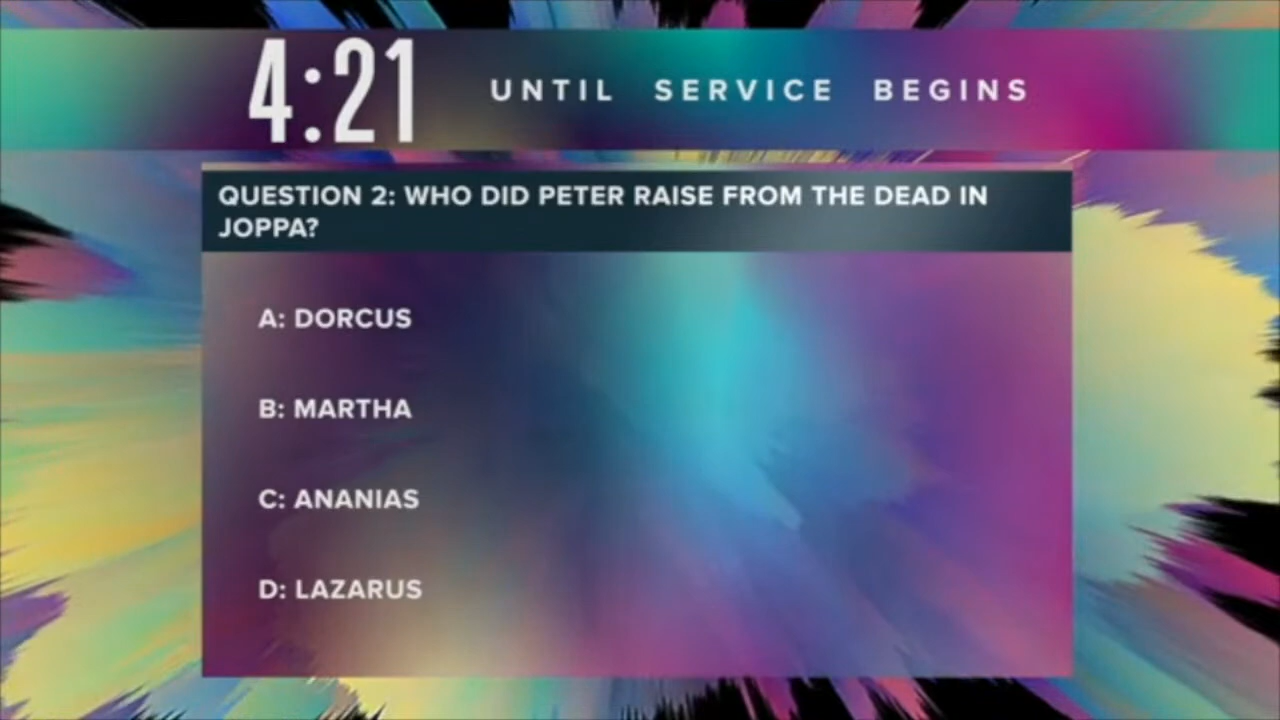 4:21 UNTIL SERVICE BEGINS
QUESTION 2: WHO DID PETER RAISE FROM THE DEAD IN
JOPPA?
A: DORCUS
B: MARTHA
C: ANANIAS
D: LAZARUS